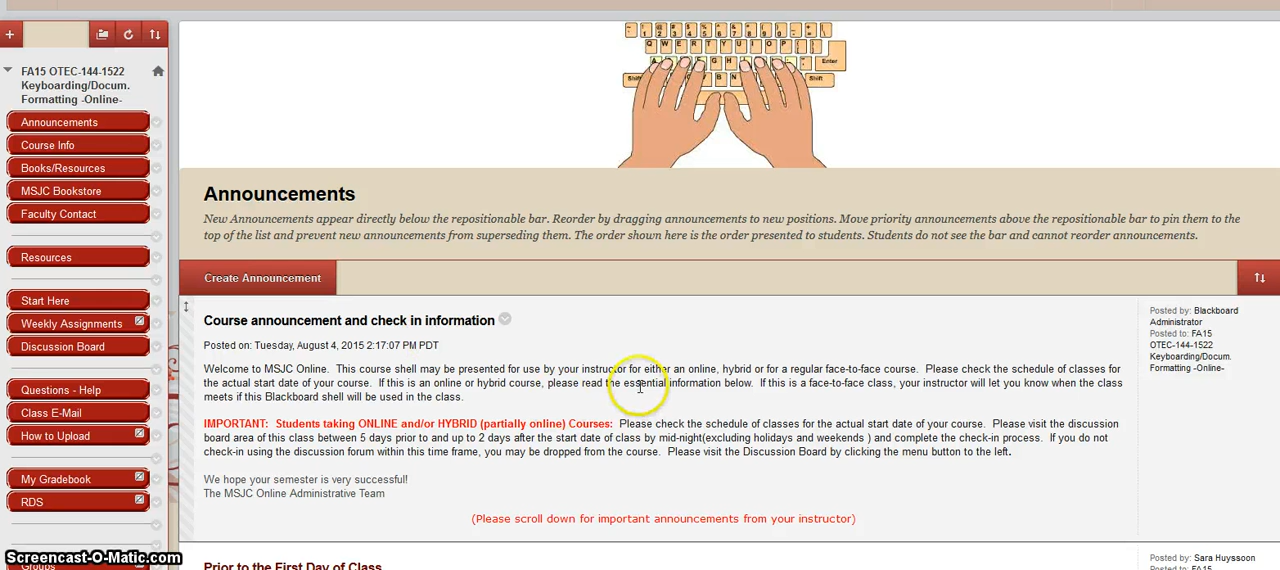 FA15 OTEC-144-1522
Keyboarding/Docum.
Formatting -Online-
Announcements
Course Info
Books/Resources
MSJC Bookstore
Faculty Contact
Resources
Start Here
Weekly Assignments
Discussion Board
Questions - Help
Class E-Mail
How to Upload
My Gradebook
RDS
Groups
Q W E R T Y U I O P
Enter
Shift
Shift
Announcements
New Announcements appear directly below the repositionable bar. Reorder by dragging announcements to new positions. Move priority announcements above the repositionable bar to pin them to the
top of the list and prevent new announcements from superseding them. The order shown here is the order presented to students. Students do not see the bar and cannot reorder announcements.
Create Announcement
Course announcement and check in information
Posted on: Tuesday, August 4, 2015 2:17:07 PM PDT
Welcome to MSJC Online. This course shell may be presented for use by your instructor for either an online, hybrid or for a regular face-to-face course. Please check the schedule of classes for
the actual start date of your course. If this is an online or hybrid course, please read the essential information below. If this is a face-to-face class, your instructor will let you know when the class
meets if this Blackboard shell will be used in the class.
IMPORTANT: Students taking ONLINE and/or HYBRID (partially online) Courses: Please check the schedule of classes for the actual start date of your course. Please visit the discussion
board area of this class between 5 days prior to and up to 2 days after the start date of class by mid-night(excluding holidays and weekends ) and complete the check-in process. If you do not
check-in using the discussion forum within this time frame, you may be dropped from the course. Please visit the Discussion Board by clicking the menu button to the left.
We hope your semester is very successful!
The MSJC Online Administrative Team
(Please scroll down for important announcements from your instructor)
Posted by: Blackboard
Administrator
Posted to: FA15
OTEC-144-1522
Keyboarding/Docum.
Formatting -Online-
Prior to the First Day of Class
Posted by: Sara Huyssoon
Posted to: FA15
Screencast-O-Matic.com